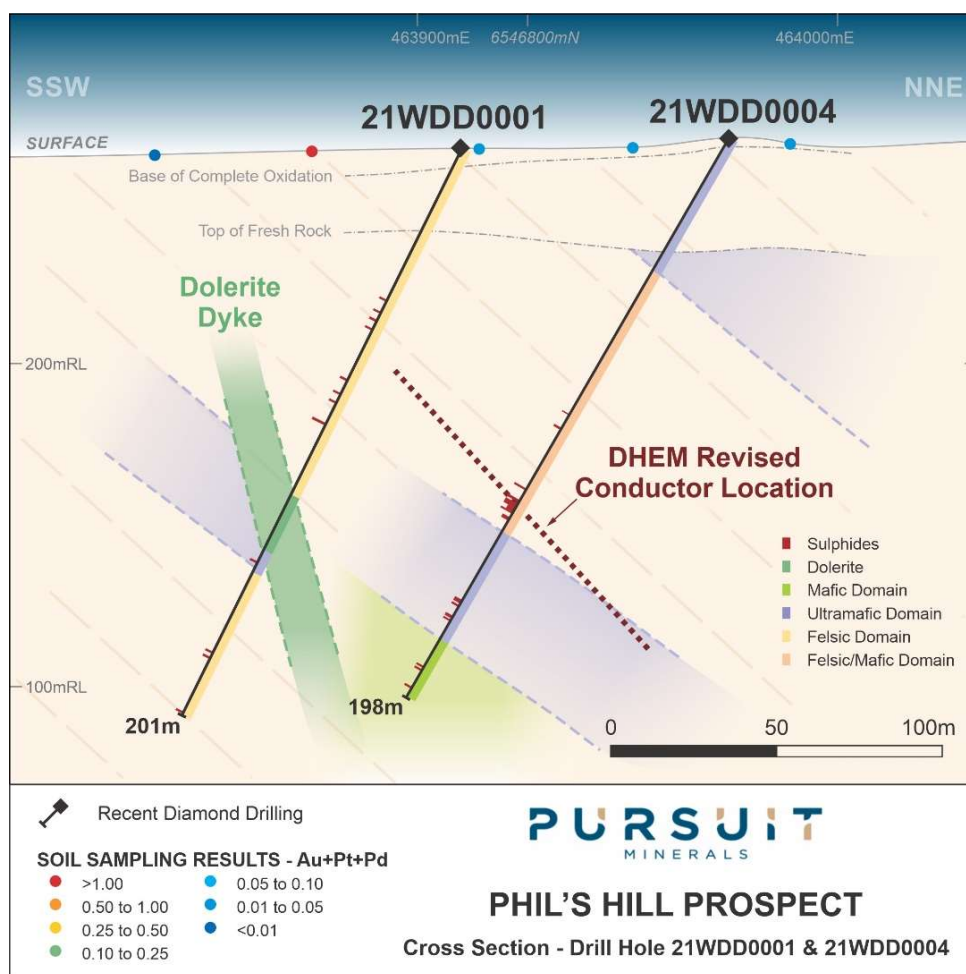 463900mE 6546800mN 464000mE
SSW NNE
21WDD0001 21WDD0004
SURFACE
Base of Complete Oxidation
Top of Fresh Rock
Dolerite
Dyke
200mRL
DHEM Revised
Conductor Location
Sulphides
Dolerite
Mafic Domain
Ultramafic Domain
Felsic Domain
Felsic/Mafic Domain
100mRL
201m
198m
0 50 100m
Recent Diamond Drilling
SOIL SAMPLING RESULTS - Au+Pt+Pd
>1.00 0.05 to 0.10
0.50 to 1.00 0.01 to 0.05
0.25 to 0.50 <0.01
0.10 to 0.25
PURSUIT
MINERALS
PHIL'S HILL PROSPECT
Cross Section - Drill Hole 21WDD0001 & 21WDD0004